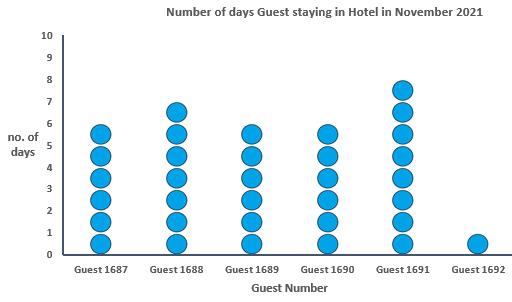 Number of days Guest staying in Hotel in November 2021
10
9
8
7
6
5
4
3
2
1
0
no. of
days
Guest 1687 Guest 1688 Guest 1689 Guest 1690 Guest 1691 Guest 1692
Guest Number